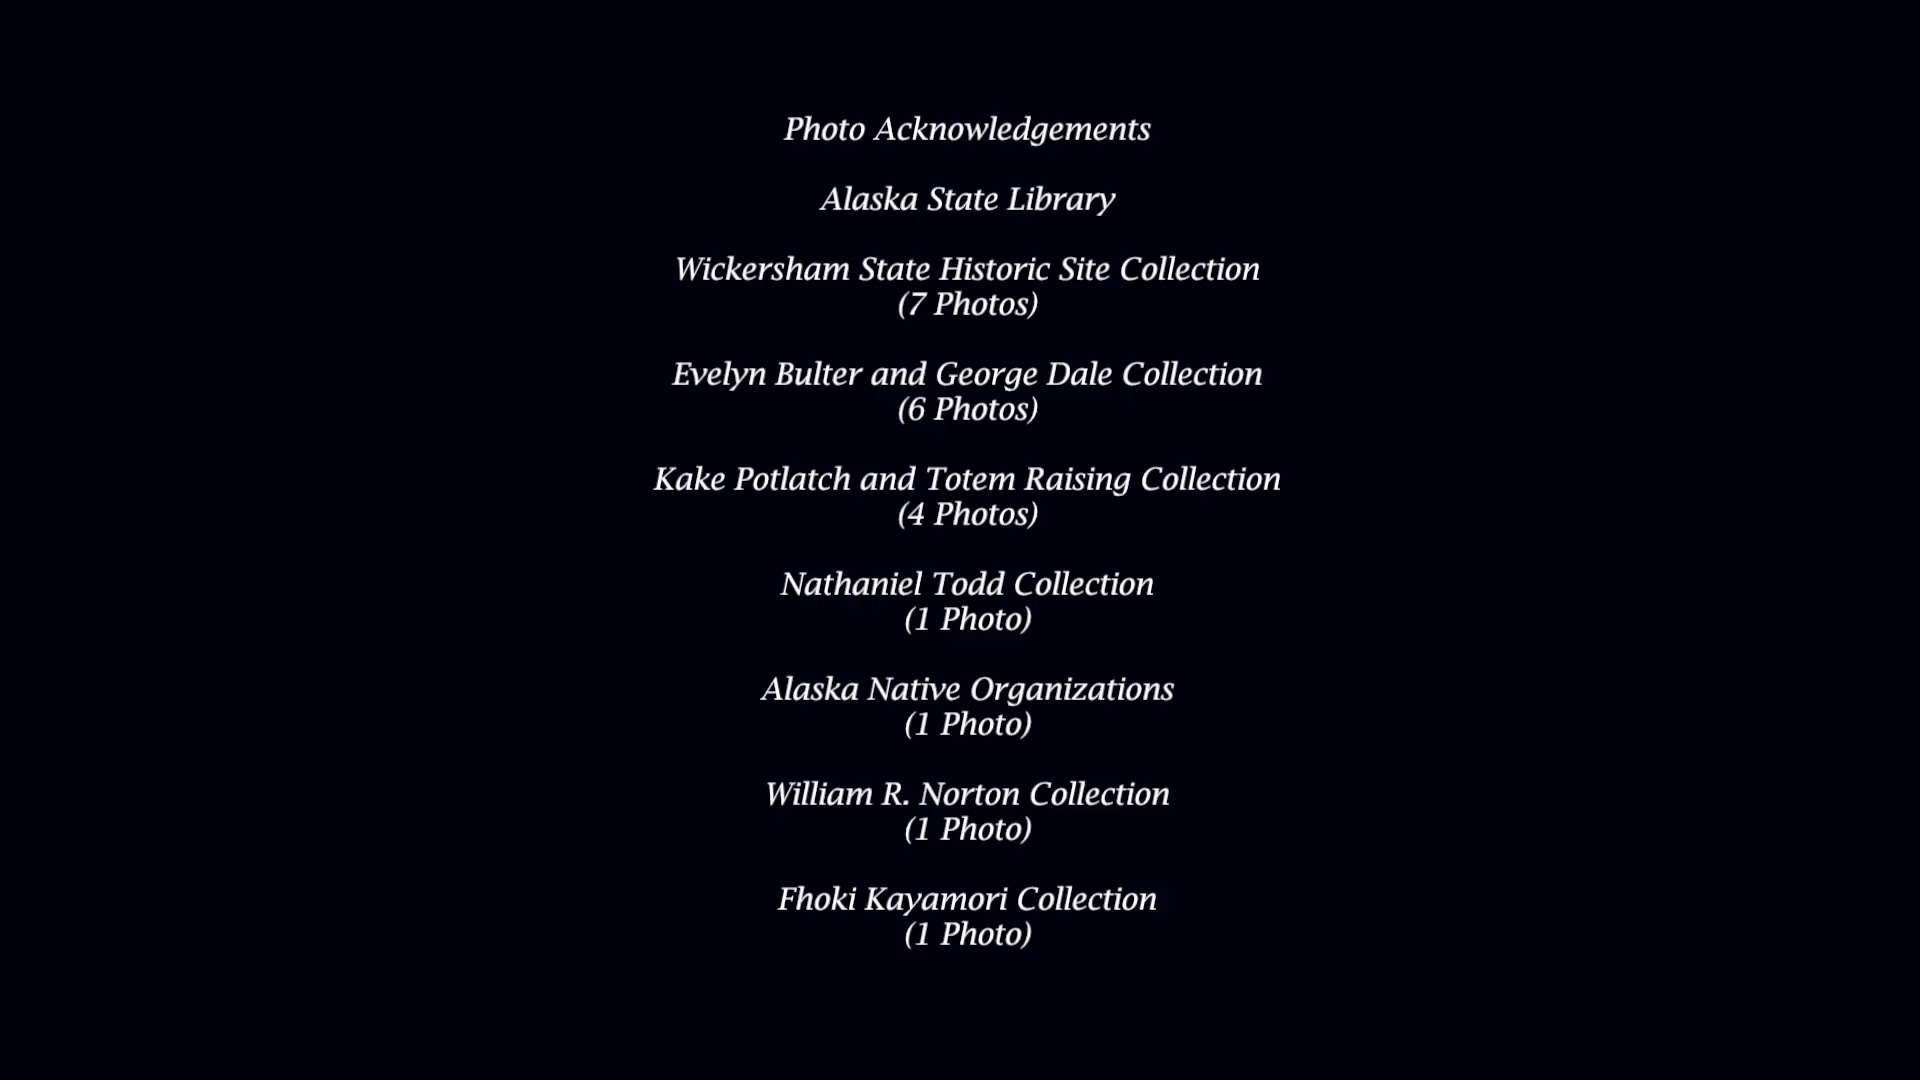 Photo Acknowledgements
Alaska State Library
Wickersham State Historic Site Collection
(7 Photos)
Evelyn Bulter and George Dale Collection
(6 Photos)
Kake Potlatch and Totem Raising Collection
(4 Photos)
Nathaniel Todd Collection
(1 Photo)
Alaska Native Organizations
(1 Photo)
William R. Norton Collection
(1 Photo)
Fhoki Kayamori Collection
(1 Photo)